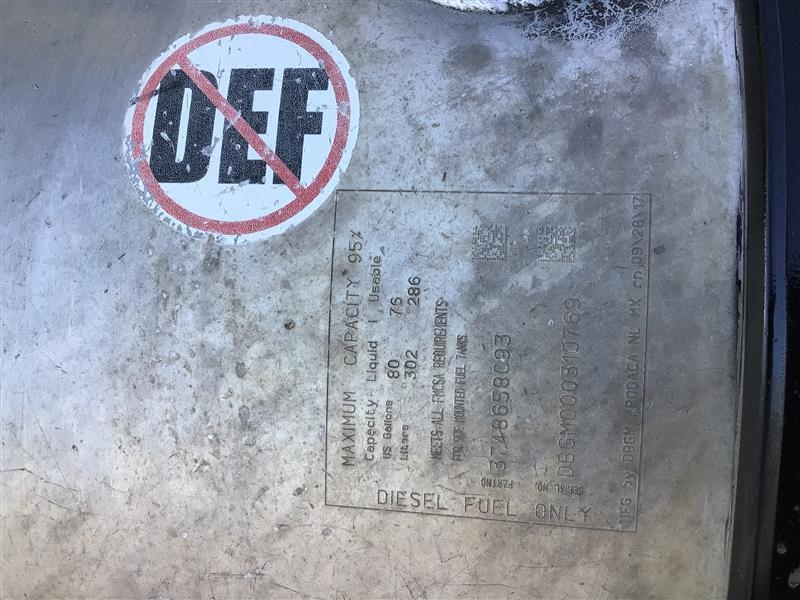 DEF
MAXIMUM CAPACITY 95%
Capacity Liquid | Usable
US Gallons 80 76
Liters 302 286
MEETS ALL FMCSA REQUIREMENTS
FOR SIDE MOUNTED FUEL TANKS
PART NO 3748658C93
SERIAL NO. DBGM000310769
MFG by DBGM APODACA NL MX on 09/28/17
DIESEL FUEL ONLY